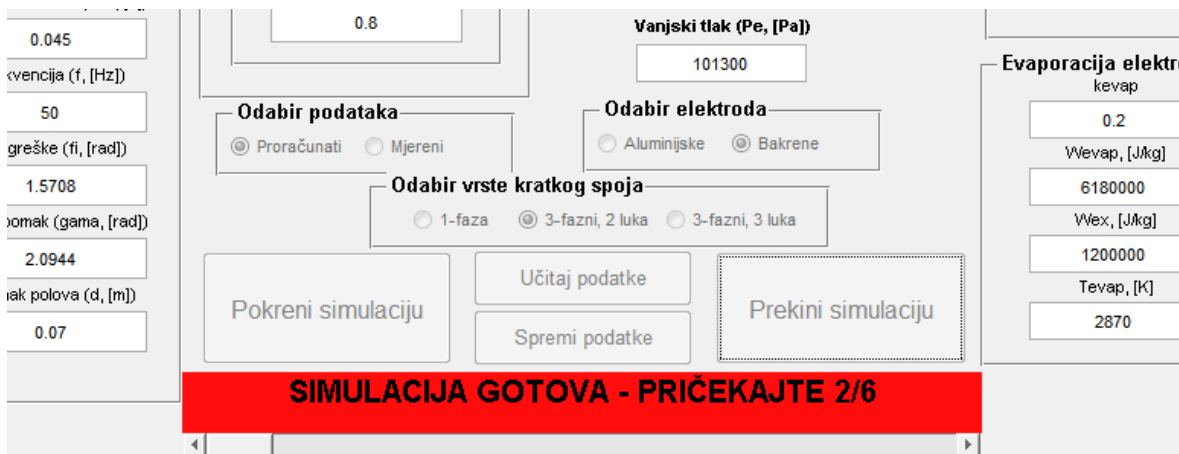 0.045
kvencija (f, [Hz])
50
greške (fi, [rad])
1.5708
pomak (gama, [rad])
2.0944
nak polova (d, [m])
0.07
0.8
Vanjski tlak (Pe, [Pa])
101300
Odabir podataka
Proračunati Mjereni
Odabir elektroda
Aluminijske Bakrene
Odabir vrste kratkog spoja
1-faza 3-fazni, 2 luka 3-fazni, 3 luka
Pokreni simulaciju
Učitaj podatke
Spremi podatke
Prekini simulaciju
SIMULACIJA GOTOVA - PRIČEKAJTE 2/6
Evaporacija elektro
kevap
0.2
Wevap, [J/kg]
6180000
Wex, [J/kg]
1200000
Tevap, [K]
2870